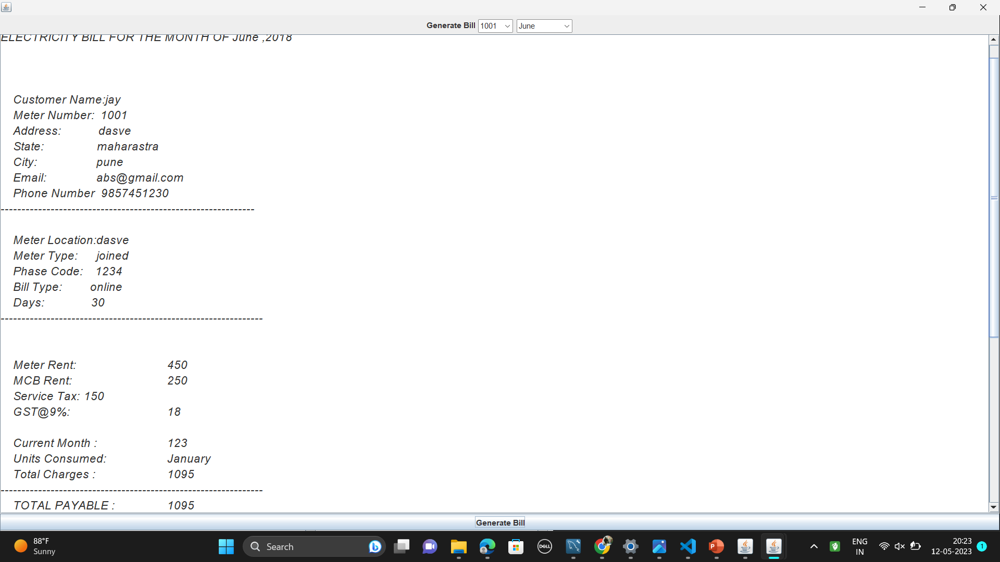 Generate Bill 1001 June
ELECTRICITY BILL FOR THE MONTH OF June ,2018
Customer Name:jay
Meter Number: 1001
Address: dasve
State: maharastra
City: pune
Email: abs@gmail.com
Phone Number 9857451230
-------------------------------------------------------------
Meter Location:dasve
Meter Type: joined
Phase Code: 1234
Bill Type: online
Days: 30
---------------------------------------------------------------
Meter Rent: 450
MCB Rent: 250
Service Tax: 150
GST@9%: 18
Current Month : 123
Units Consumed: January
Total Charges : 1095
---------------------------------------------------------------
TOTAL PAYABLE : 1095
Generate Bill
88°F
Sunny
Search
DELL
ENG
IN
20:23
12-05-2023
1